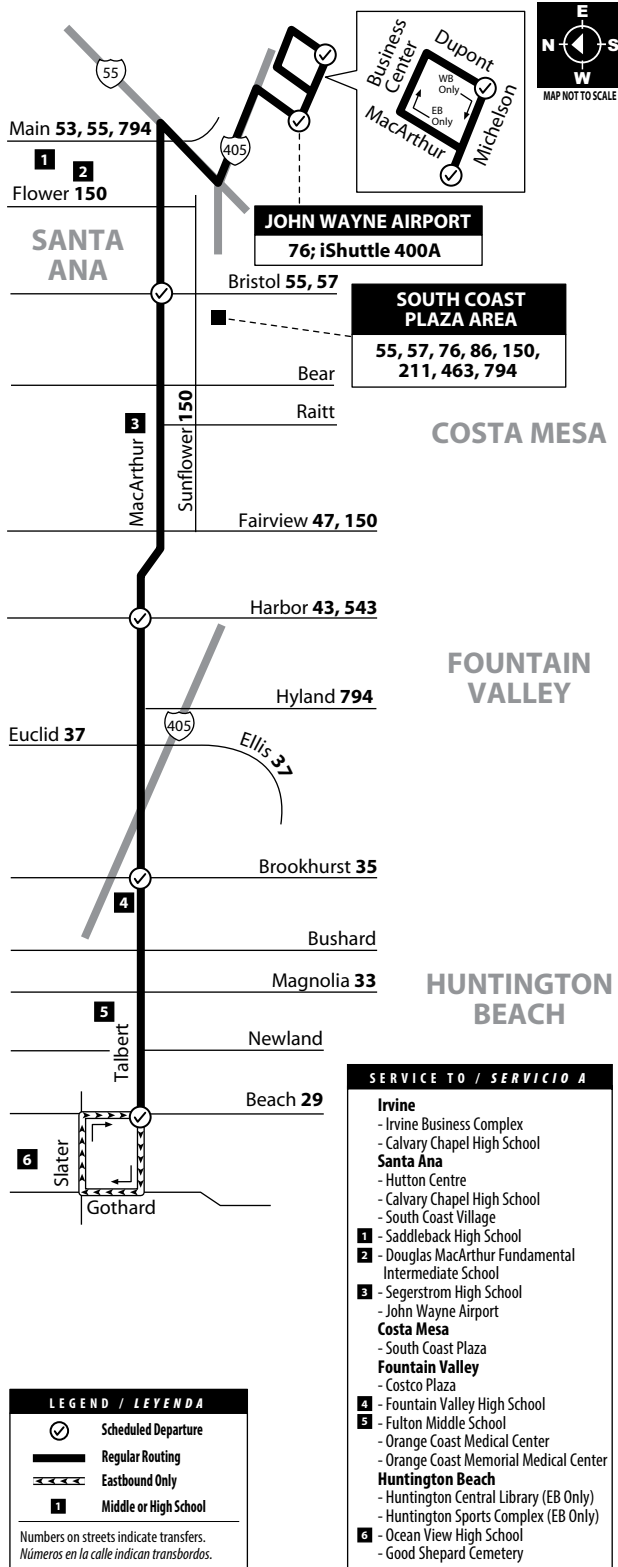 E
N S
W
MAP NOT TO SCALE
55
405
Business
Center
Dupont
WB
Only
EB
Only
MacArthur
Michelson
Main 53, 55, 794
1
2
Flower 150
SANTA
ANA
JOHN WAYNE AIRPORT
76; iShuttle 400A
Bristol 55, 57
SOUTH COAST
PLAZA AREA
55, 57, 76, 86, 150,
211, 463, 794
Bear
Raitt
3
MacArthur
Sunflower 150
COSTA MESA
Fairview 47, 150
Harbor 43, 543
FOUNTAIN
VALLEY
Hyland 794
405
Euclid 37
Ellis 37
Brookhurst 35
4
Bushard
Magnolia 33
HUNTINGTON
BEACH
5
Talbert
Newland
Beach 29
6
Slater
Gothard
SERVICE TO / SERVICIO A
Irvine
- Irvine Business Complex
- Calvary Chapel High School
Santa Ana
- Hutton Centre
- Calvary Chapel High School
- South Coast Village
1 - Saddleback High School
2 - Douglas MacArthur Fundamental
Intermediate School
3 - Segerstrom High School
- John Wayne Airport
Costa Mesa
- South Coast Plaza
Fountain Valley
- Costco Plaza
4 - Fountain Valley High School
5 - Fulton Middle School
- Orange Coast Medical Center
- Orange Coast Memorial Medical Center
Huntington Beach
- Huntington Central Library (EB Only)
- Huntington Sports Complex (EB Only)
6 - Ocean View High School
- Good Shepard Cemetery
LEGEND / LEYENDA
Scheduled Departure
Regular Routing
Eastbound Only
1 Middle or High School
Numbers on streets indicate transfers.
Números en la calle indican transbordos.